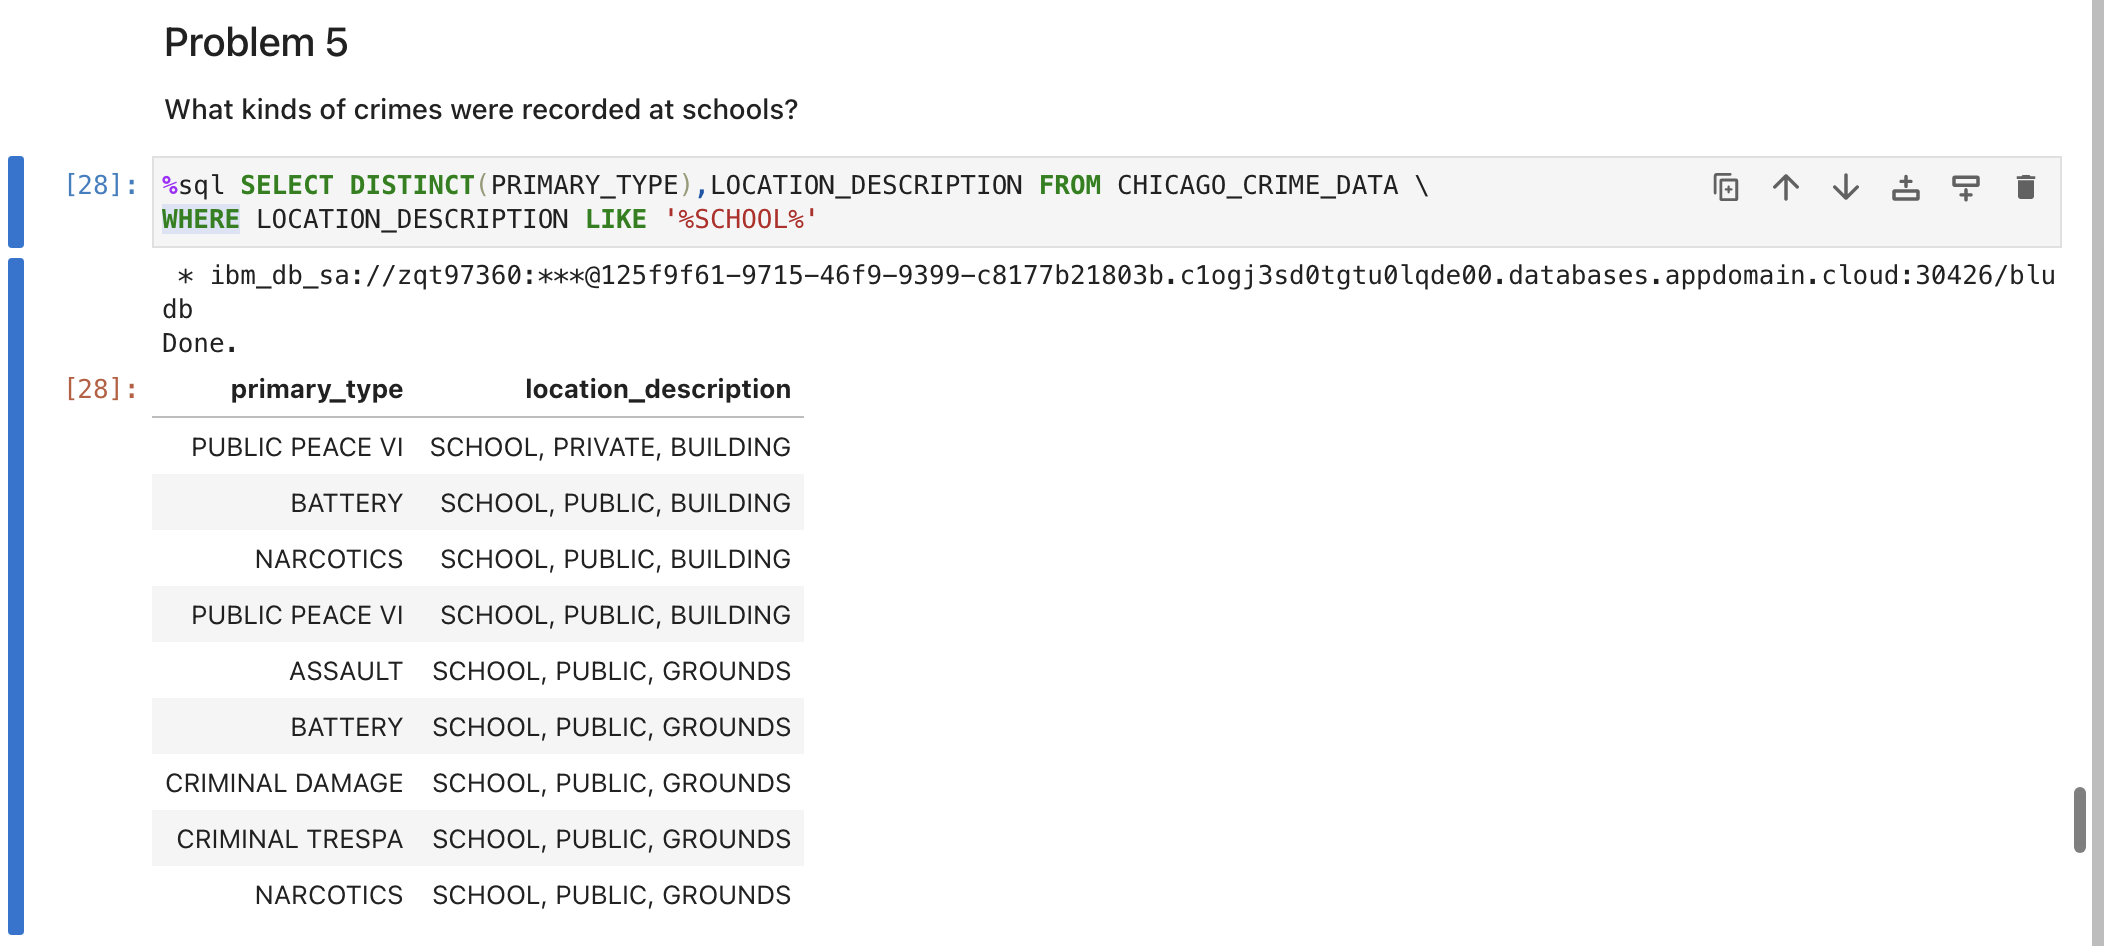 Problem 5
What kinds of crimes were recorded at schools?
[28]: %sql SELECT DISTINCT(PRIMARY_TYPE),LOCATION_DESCRIPTION FROM CHICAGO_CRIME_DATA \
WHERE LOCATION_DESCRIPTION LIKE '%SCHOOL%'
* ibm_db_sa://zqt97360:***@125f9f61-9715-46f9-9399-c8177b21803b.c1ogj3sd0tgtu0lqde00.databases.appdomain.cloud:30426/blu
db
Done.
[28]: primary_type location_description
PUBLIC PEACE VI SCHOOL, PRIVATE, BUILDING
BATTERY SCHOOL, PUBLIC, BUILDING
NARCOTICS SCHOOL, PUBLIC, BUILDING
PUBLIC PEACE VI SCHOOL, PUBLIC, BUILDING
ASSAULT SCHOOL, PUBLIC, GROUNDS
BATTERY SCHOOL, PUBLIC, GROUNDS
CRIMINAL DAMAGE SCHOOL, PUBLIC, GROUNDS
CRIMINAL TRESPA SCHOOL, PUBLIC, GROUNDS
NARCOTICS SCHOOL, PUBLIC, GROUNDS